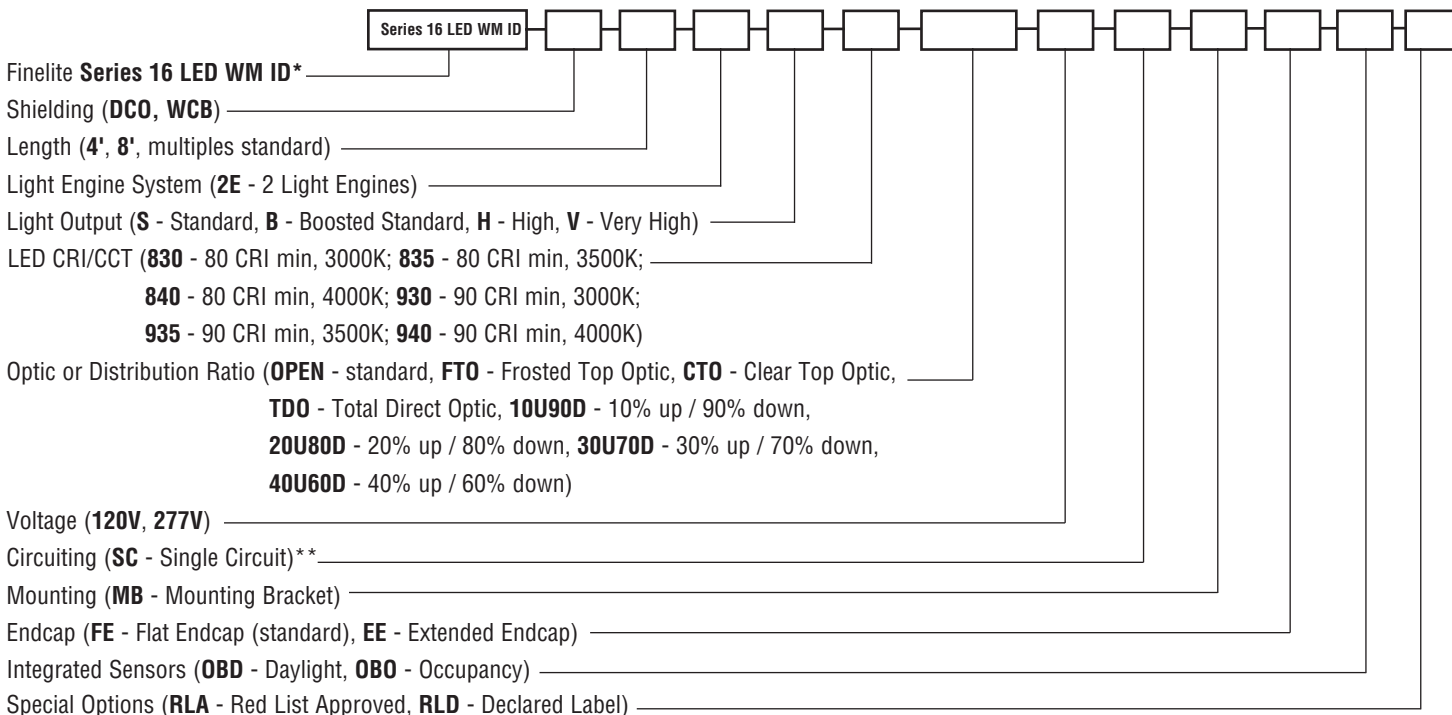 Series 16 LED WM ID
Finelite Series 16 LED WM ID*
Shielding (DCO, WCB)
Length (4', 8', multiples standard)
Light Engine System (2E - 2 Light Engines)
Light Output (S - Standard, B - Boosted Standard, H - High, V - Very High)
LED CRI/CCT (830 - 80 CRI min, 3000K; 835 - 80 CRI min, 3500K;
840 - 80 CRI min, 4000K; 930 - 90 CRI min, 3000K;
935 - 90 CRI min, 3500K; 940 - 90 CRI min, 4000K)
Optic or Distribution Ratio (OPEN - standard, FTO - Frosted Top Optic, CTO - Clear Top Optic,
TDO - Total Direct Optic, 10U90D - 10% up / 90% down,
20U80D - 20% up / 80% down, 30U70D - 30% up / 70% down,
40U60D - 40% up / 60% down)
Voltage (120V, 277V)
Circuiting (SC - Single Circuit)**
Mounting (MB - Mounting Bracket)
Endcap (FE - Flat Endcap (standard), EE - Extended Endcap)
Integrated Sensors (OBD - Daylight, OBO - Occupancy)
Special Options (RLA - Red List Approved, RLD - Declared Label)